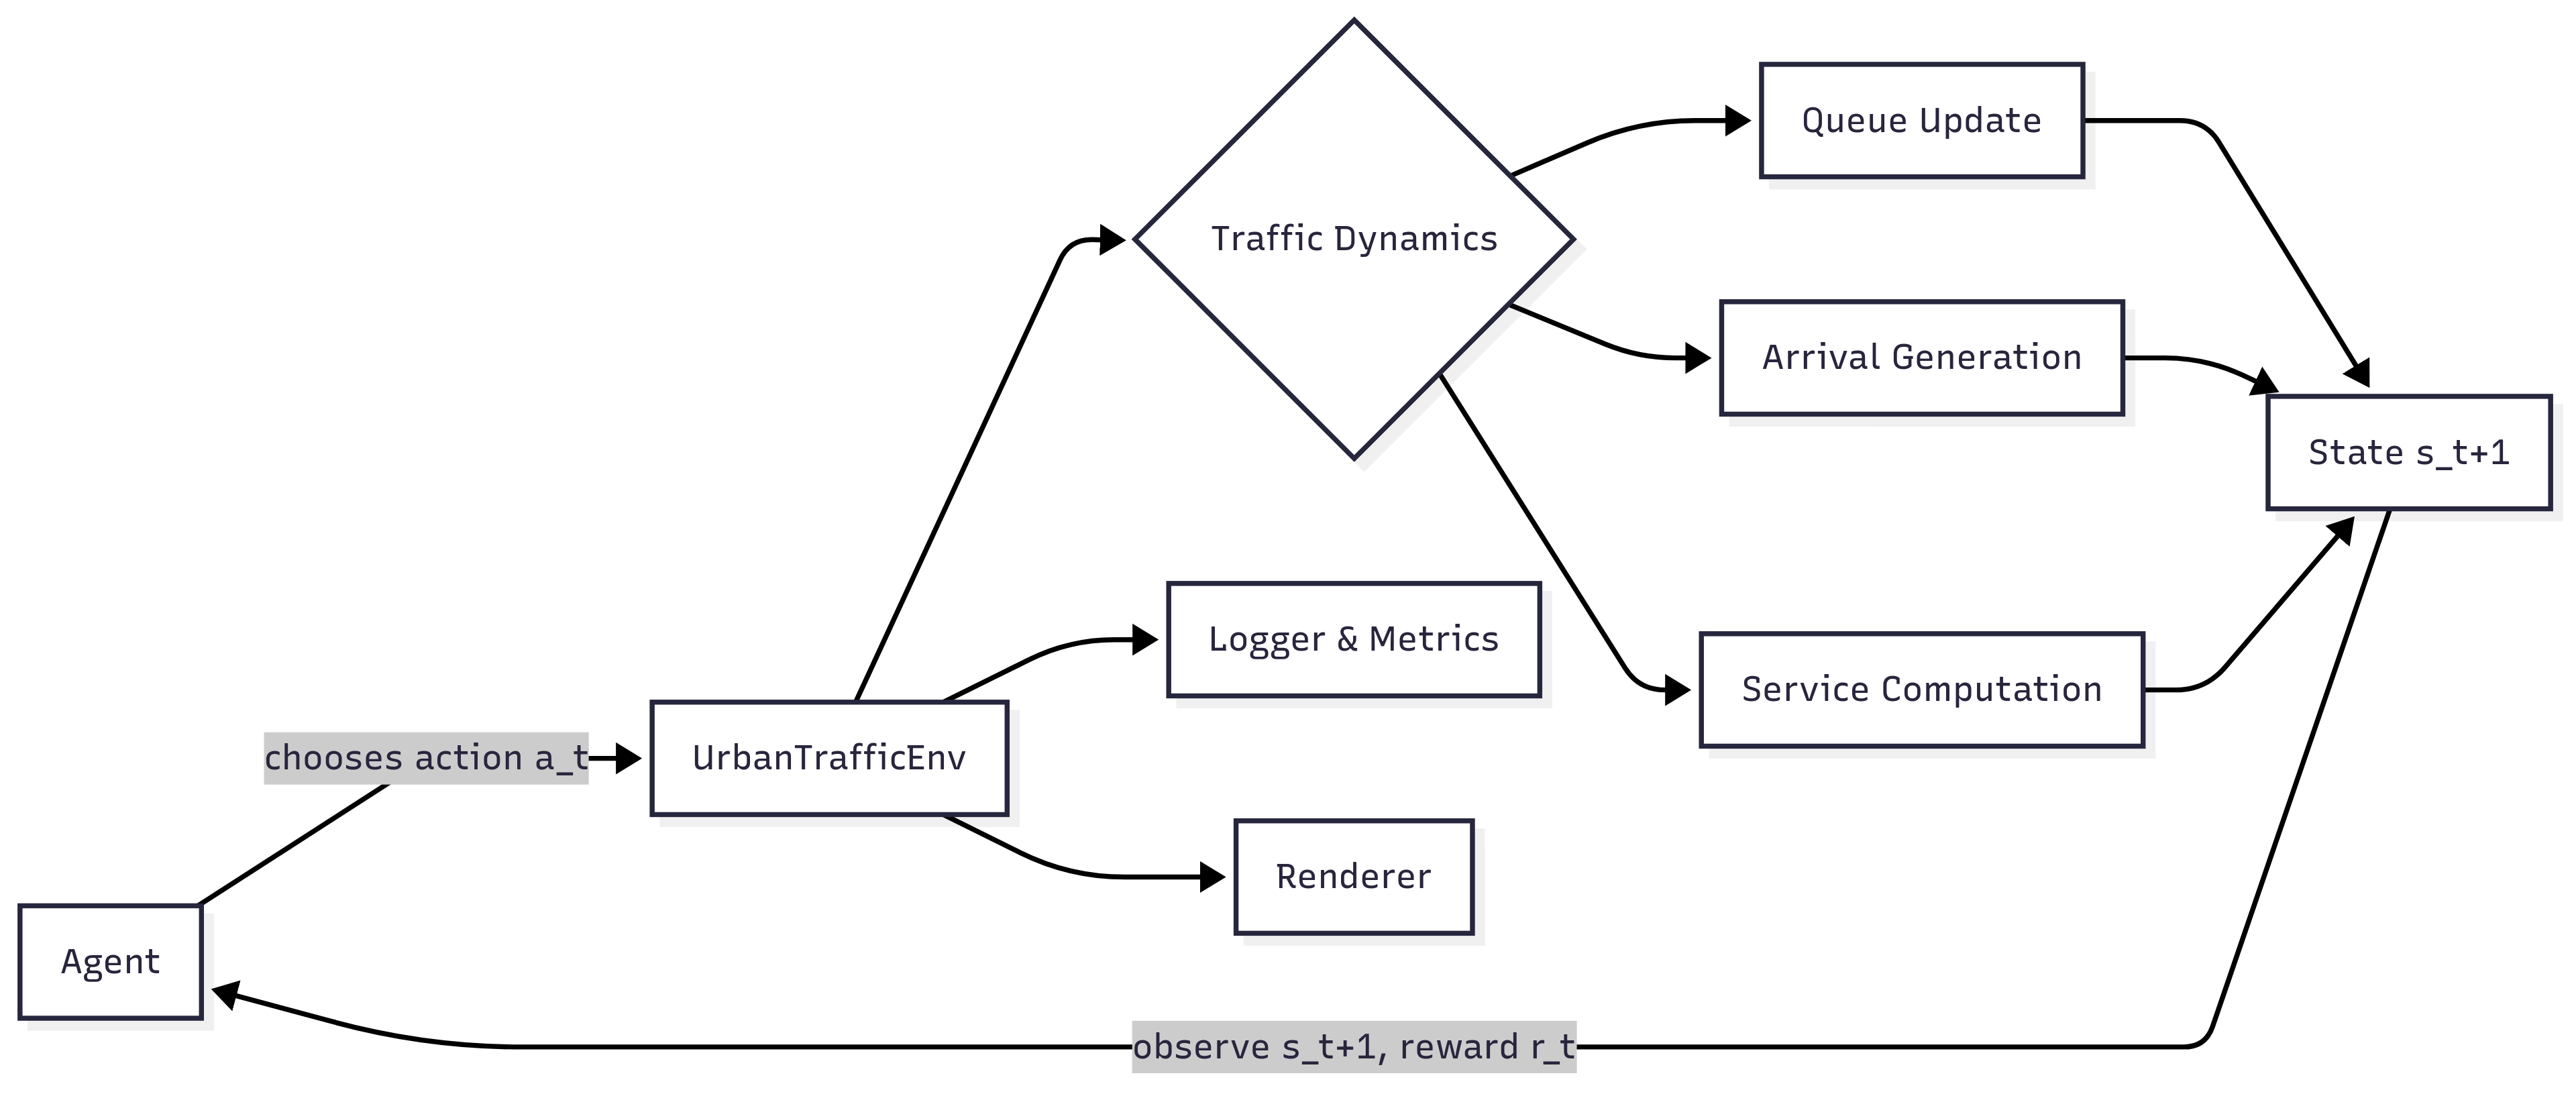 Queue Update
Traffic Dynamics
Arrival Generation
State s_t+1
Logger & Metrics
Service Computation
chooses action a_t
UrbanTrafficEnv
Renderer
Agent
observe s_t+1, reward r_t